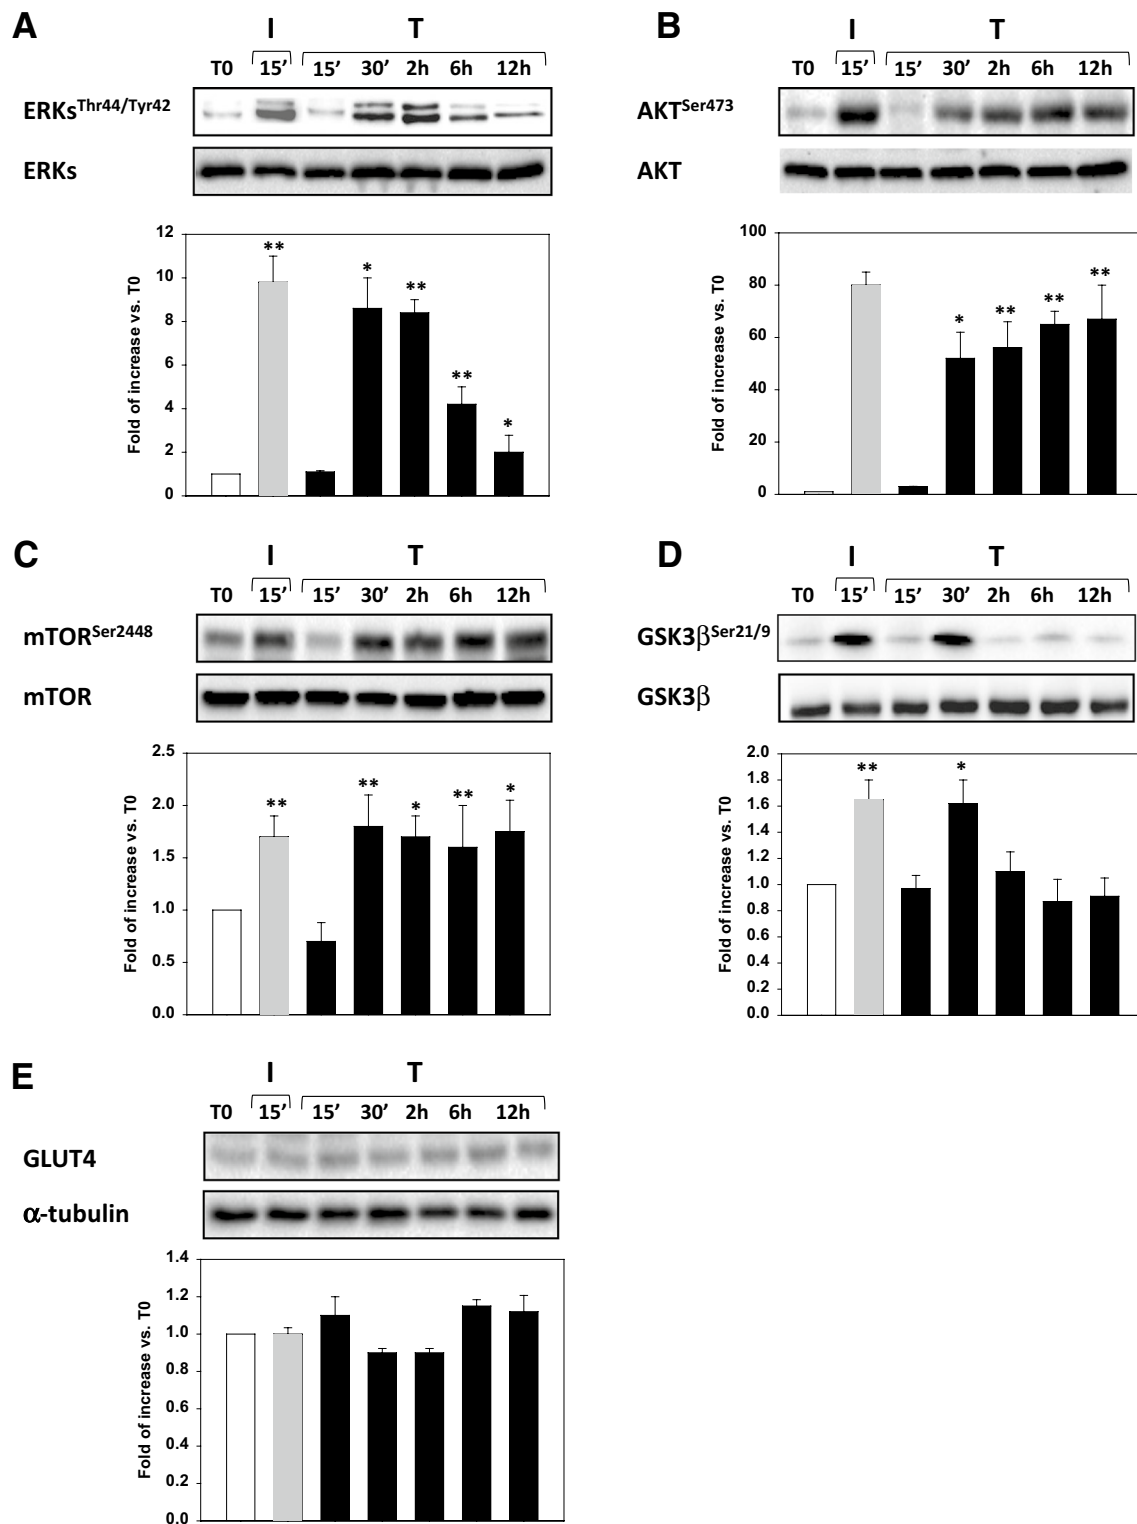 A
I T
T0 15’ 15’ 30’ 2h 6h 12h
ERKsThr44/Tyr42
ERKs
12
10
8
6
4
2
0
Fold of increase vs. T0
** * ** ** *
B
I T
T0 15’ 15’ 30’ 2h 6h 12h
AKTSer473
AKT
100
80
60
40
20
0
Fold of increase vs. T0
* ** ** **
C
I T
T0 15’ 15’ 30’ 2h 6h 12h
mTORSer2448
mTOR
2.5
2.0
1.5
1.0
0.5
0.0
Fold of increase vs. T0
** ** * ** *
D
I T
T0 15’ 15’ 30’ 2h 6h 12h
GSK3βSer21/9
GSK3β
2.0
1.8
1.6
1.4
1.2
1.0
0.8
0.6
0.4
0.2
0.0
Fold of increase vs. T0
** *
E
I T
T0 15’ 15’ 30’ 2h 6h 12h
GLUT4
α-tubulin
1.4
1.2
1.0
0.8
0.6
0.4
0.2
0.0
Fold of increase vs. T0